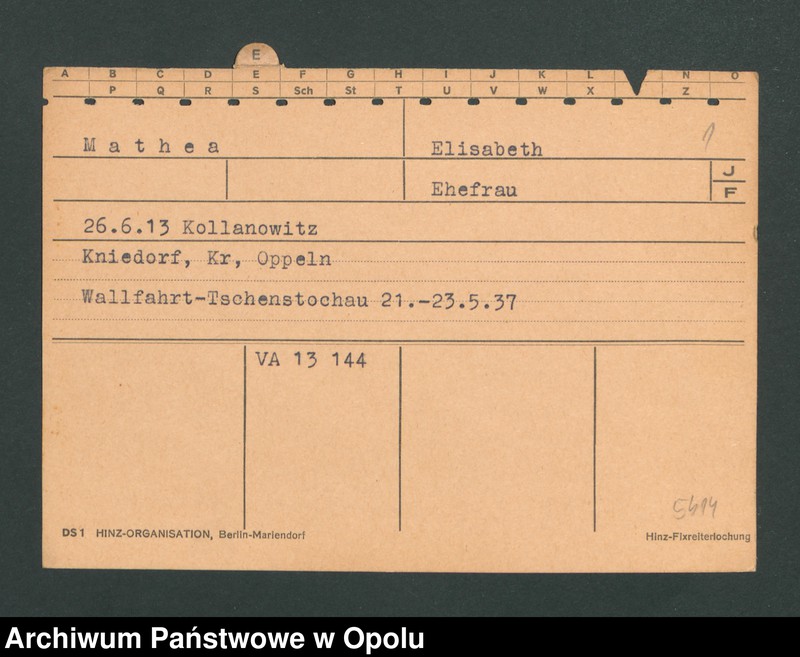 E
A B C D E F G H I J K L N O
P Q R S Sch St T U V W X Z
Mathea Elisabeth 1
Ehefrau J F
26.6.13 Kollanowitz
Kniedorf, Kr, Oppeln
Wallfahrt-Tschenstochau 21.-23.5.37
VA 13 144
5414
DS1 HINZ-ORGANISATION, Berlin-Mariendorf Hinz-Fixreiterlochung
Archiwum Państwowe w Opolu